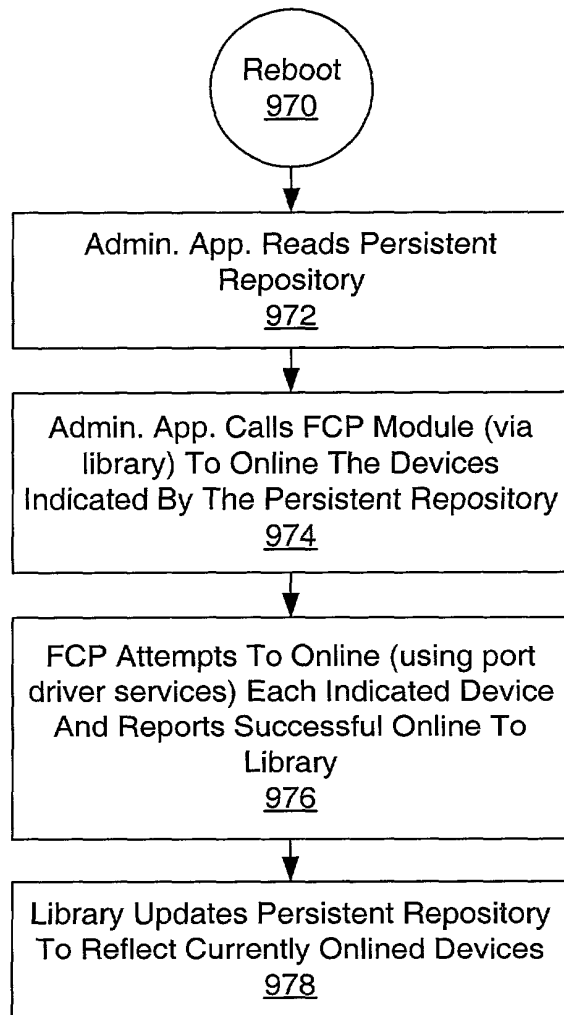 Reboot
970
Admin. App. Reads Persistent
Repository
972
Admin. App. Calls FCP Module (via
library) To Online The Devices
Indicated By The Persistent Repository
974
FCP Attempts To Online (using port
driver services) Each Indicated Device
And Reports Successful Online To
Library
976
Library Updates Persistent Repository
To Reflect Currently Onlined Devices
978